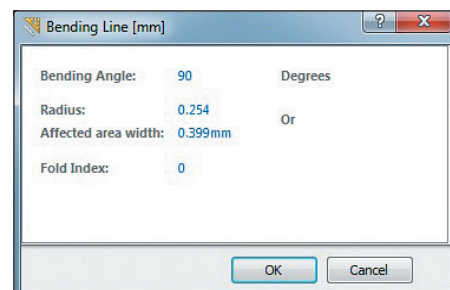 Bending Line [mm]
?
X
Bending Angle: 90 Degrees
Radius: 0.254
Or
Affected area width: 0.399mm
Fold Index: 0
OK Cancel